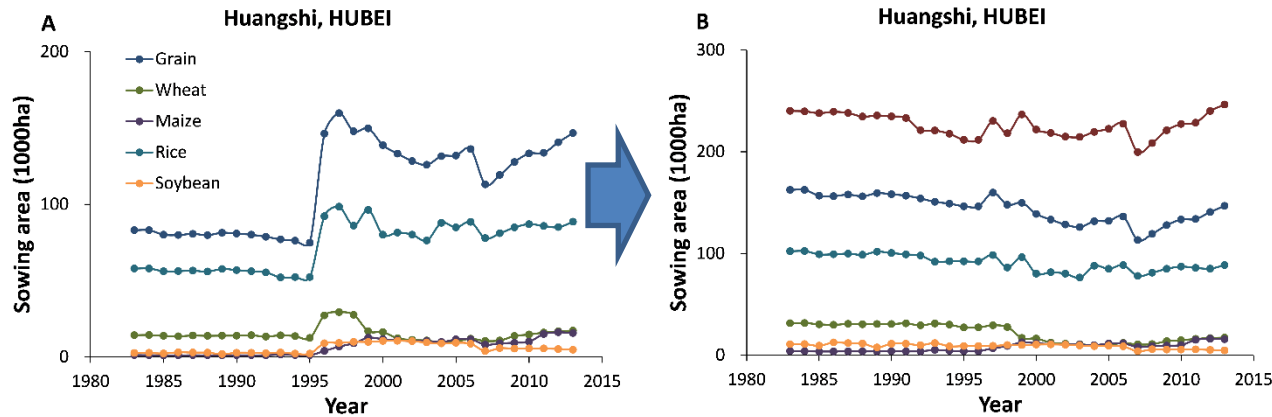 A
Huangshi, HUBEI
200
100
0
Sowing area (1000ha)
Grain
Wheat
Maize
Rice
Soybean
1980 1985 1990 1995 2000 2005 2010 2015
Year
B
Huangshi, HUBEI
300
200
100
0
Sowing area (1000ha)
1980 1985 1990 1995 2000 2005 2010 2015
Year